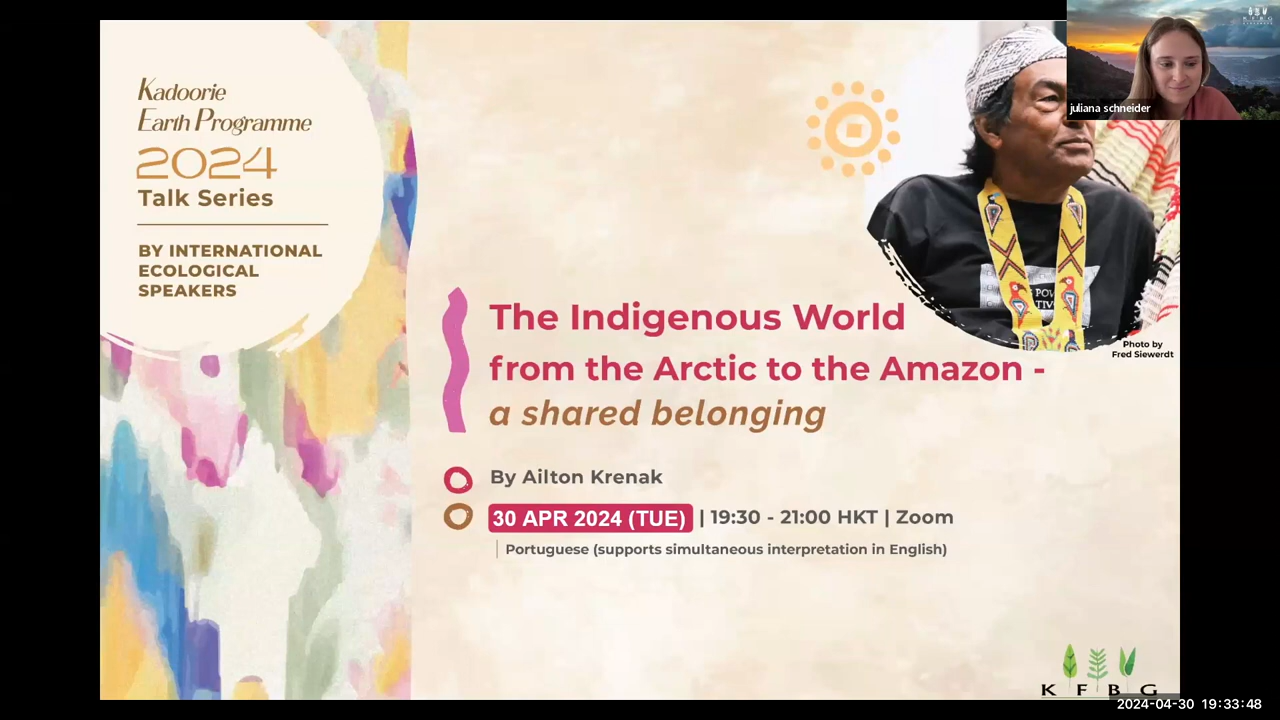 Kadoorie
Earth Programme
2024
Talk Series
BY INTERNATIONAL
ECOLOGICAL
SPEAKERS
juliana schneider
Photo by
Fred Siewerdt
The Indigenous World
from the Arctic to the Amazon -
a shared belonging
By Ailton Krenak
30 APR 2024 (TUE) | 19:30 - 21:00 HKT | Zoom
Portuguese (supports simultaneous interpretation in English)
K F B G
2024-04-30 19:33:48